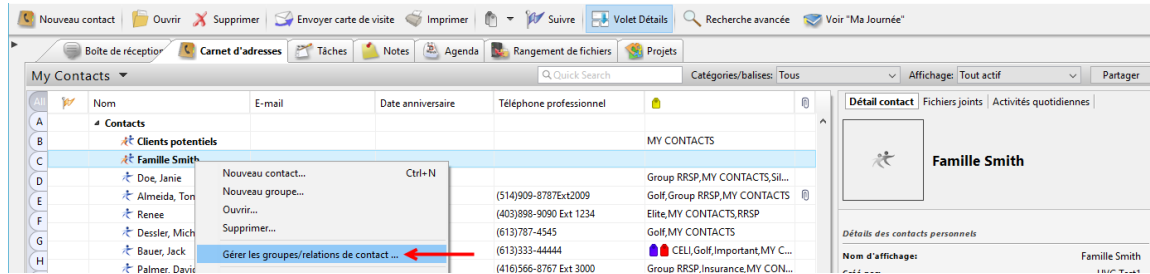 Nouveau contact Ouvrir Supprimer Envoyer carte de visite Imprimer Suivre Volet Détails Recherche avancée Voir "Ma Journée"
Boîte de réception Carnet d'adresses Tâches Notes Agenda Rangement de fichiers Projets
My Contacts Quick Search Catégories/balises: Tous Affichage: Tout actif Partager
All Nom E-mail Date anniversaire Téléphone professionnel Détail contact Fichiers joints Activités quotidiennes
A Contacts
B Clients potentiels MY CONTACTS
C Famille Smith Famille Smith
D Doe, Janie Nouveau contact... Ctrl+N Group RRSP,MY CONTACTS,Sil...
E Almeida, Ton Nouveau groupe... (514)909-8787Ext2009 Golf,Group RRSP,MY CONTACTS
F Renee Ouvrir... (403)898-9090 Ext 1234 Elite,MY CONTACTS,RRSP
G Dessler, Mich Supprimer... (613)787-4545 Golf,MY CONTACTS Détails des contacts personnels
Bauer, Jack Gérer les groupes/relations de contact ... (613)333-44444 CELI,Golf,Important,MY C... Nom d'affichage: Famille Smith
H Palmer, David (416)566-8767 Ext 3000 Group RRSP,Insurance,MY CON...